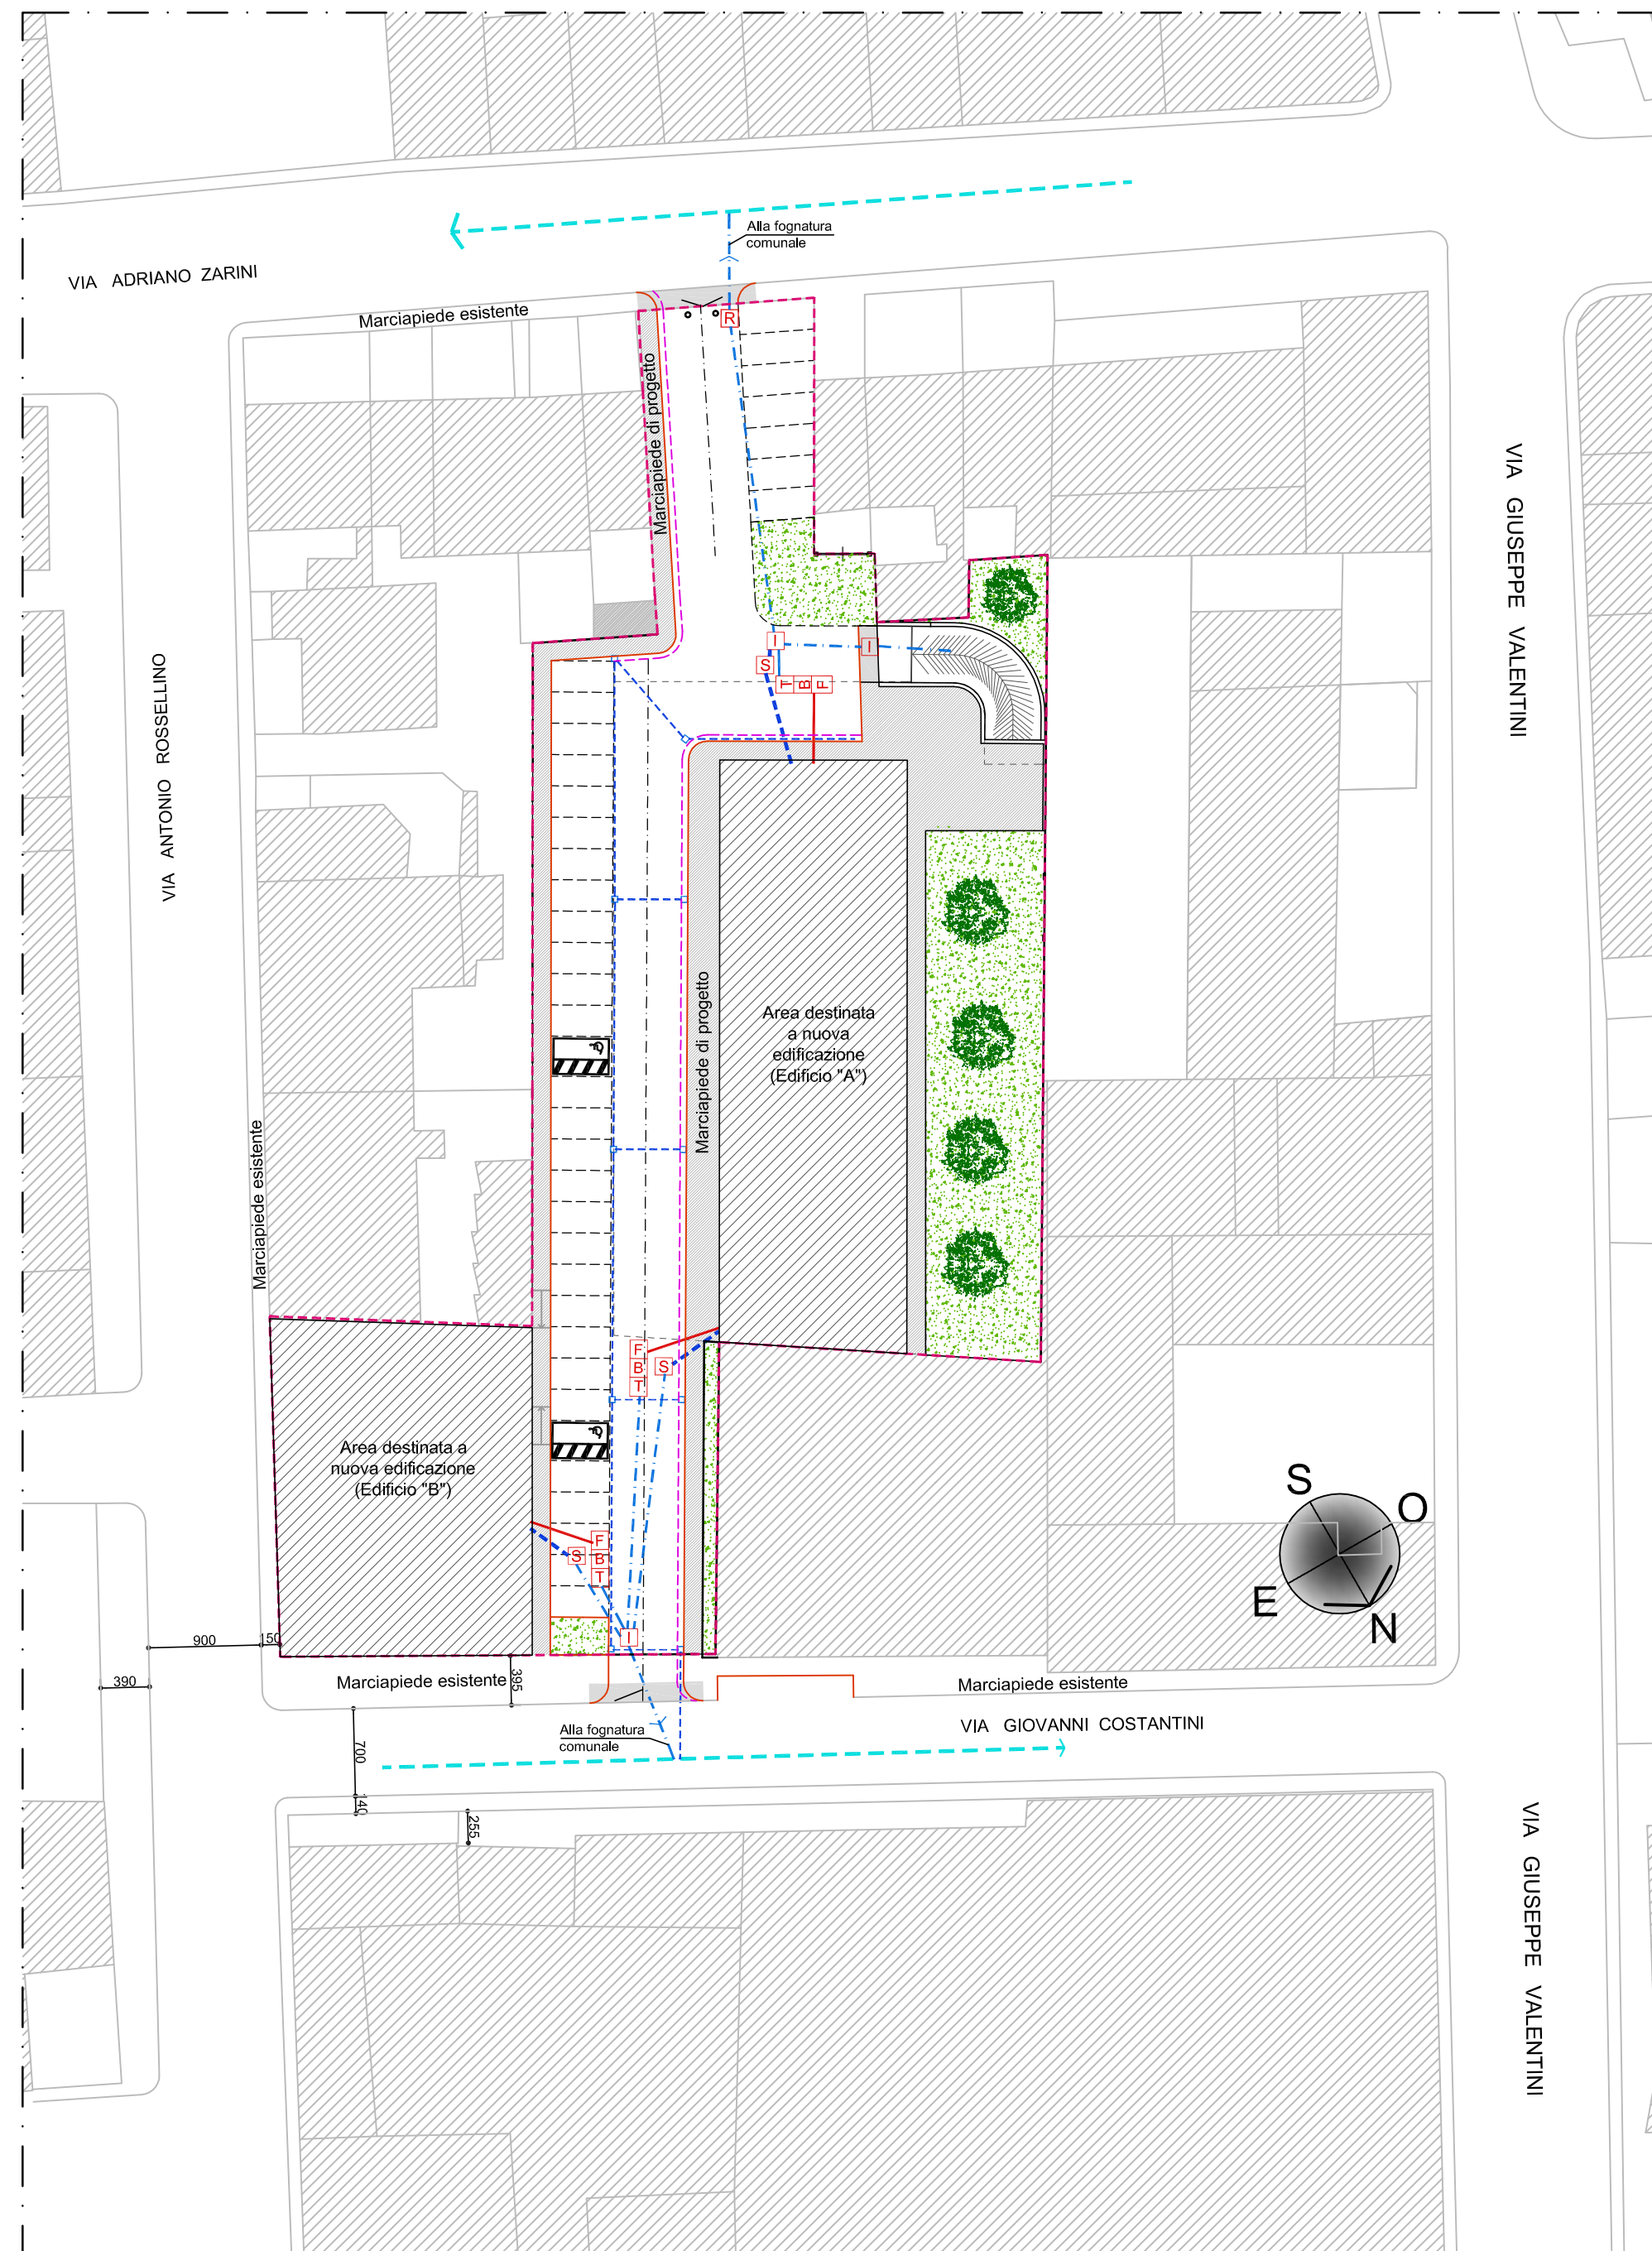 Alla fognatura
comunale
VIA ADRIANO ZARINI
Marciapiede esistente
R
Marciapiede di progetto
VIA GIUSEPPE VALENTINI
I
I
S
T
B
F
VIA ANTONIO ROSSELLINO
Marciapiede di progetto
Area destinata
a nuova
edificazione
(Edificio "A")
Marciapiede esistente
F
B
T
S
Area destinata a
nuova edificazione
(Edificio "B")
S
O
E
N
F
B
T
S
I
900
150
390
395
Marciapiede esistente
Marciapiede esistente
VIA GIOVANNI COSTANTINI
Alla fognatura
comunale
700
140
255
VIA GIUSEPPE VALENTINI